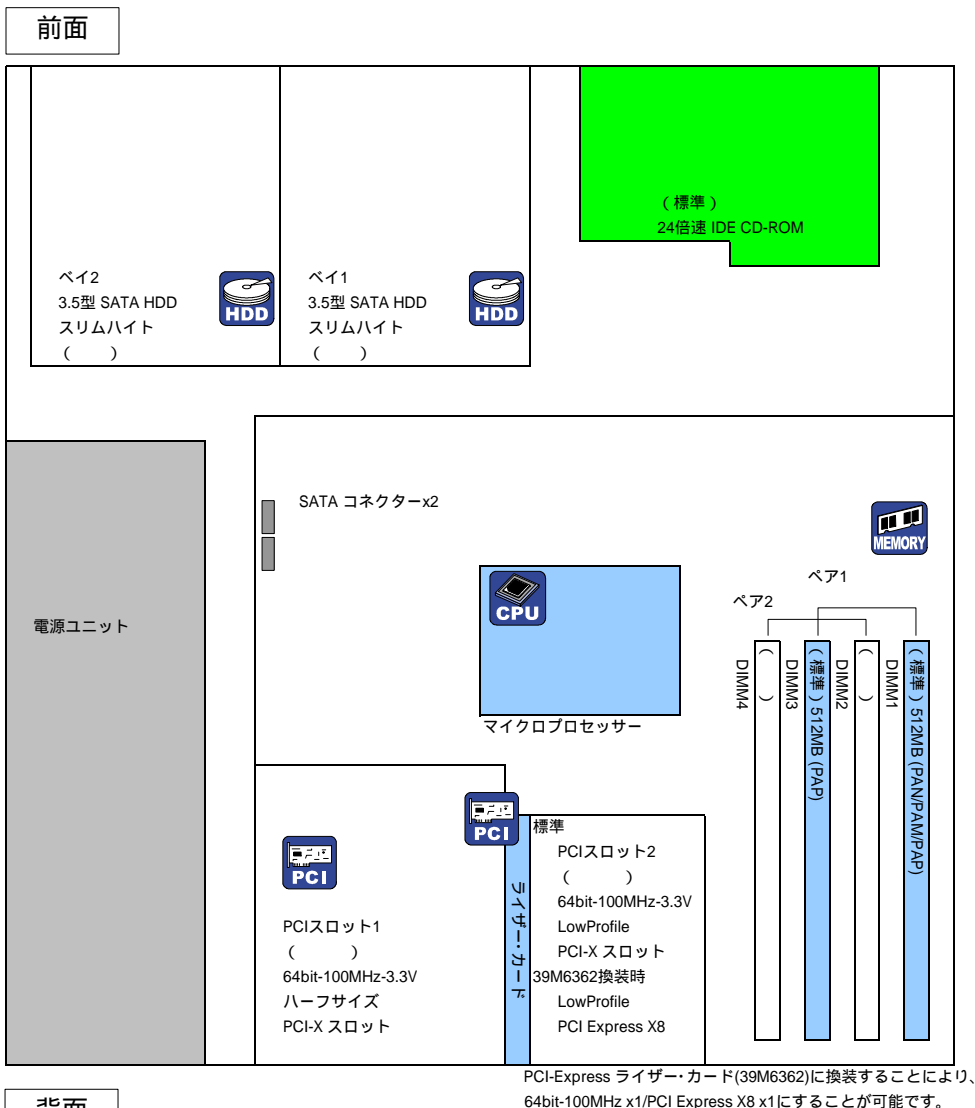 前面
（標準）
24倍速 IDE CD-ROM
ベイ2
3.5型 SATA HDD
スリムハイト
（　　）
HDD
ベイ1
3.5型 SATA HDD
スリムハイト
（　　）
HDD
SATA コネクターx2
MEMORY
電源ユニット
CPU
マイクロプロセッサー
ペア1
ペア2
DIMM4
（　　）
DIMM3
（標準）512MB (PAP)
DIMM2
（　　）
DIMM1
（標準）512MB (PAN/PAM/PAP)
PCI
PCIスロット1
（　　　）
64bit-100MHz-3.3V
ハーフサイズ
PCI-X スロット
PCI
ライザー・カード
標準
PCIスロット2
（　　　）
64bit-100MHz-3.3V
LowProfile
PCI-X スロット
39M6362換装時
LowProfile
PCI Express X8
PCI-Express ライザー・カード(39M6362)に換装することにより、
64bit-100MHz x1/PCI Express X8 x1にすることが可能です。
背面